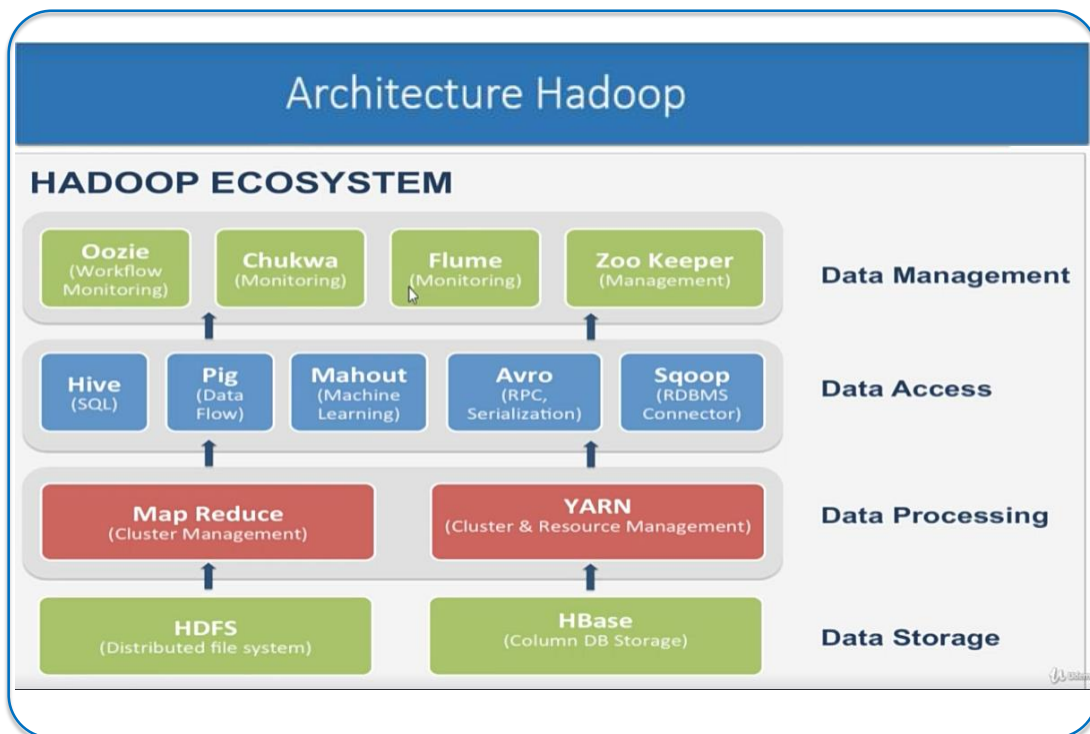 Architecture Hadoop
HADOOP ECOSYSTEM
Oozie
(Workflow
Monitoring)
Chukwa
(Monitoring)
Flume
(Monitoring)
Zoo Keeper
(Management)
Data Management
Hive
(SQL)
Pig
(Data
Flow)
Mahout
(Machine
Learning)
Avro
(RPC,
Serialization)
Sqoop
(RDBMS
Connector)
Data Access
Map Reduce
(Cluster Management)
YARN
(Cluster & Resource Management)
Data Processing
HDFS
(Distributed file system)
HBase
(Column DB Storage)
Data Storage